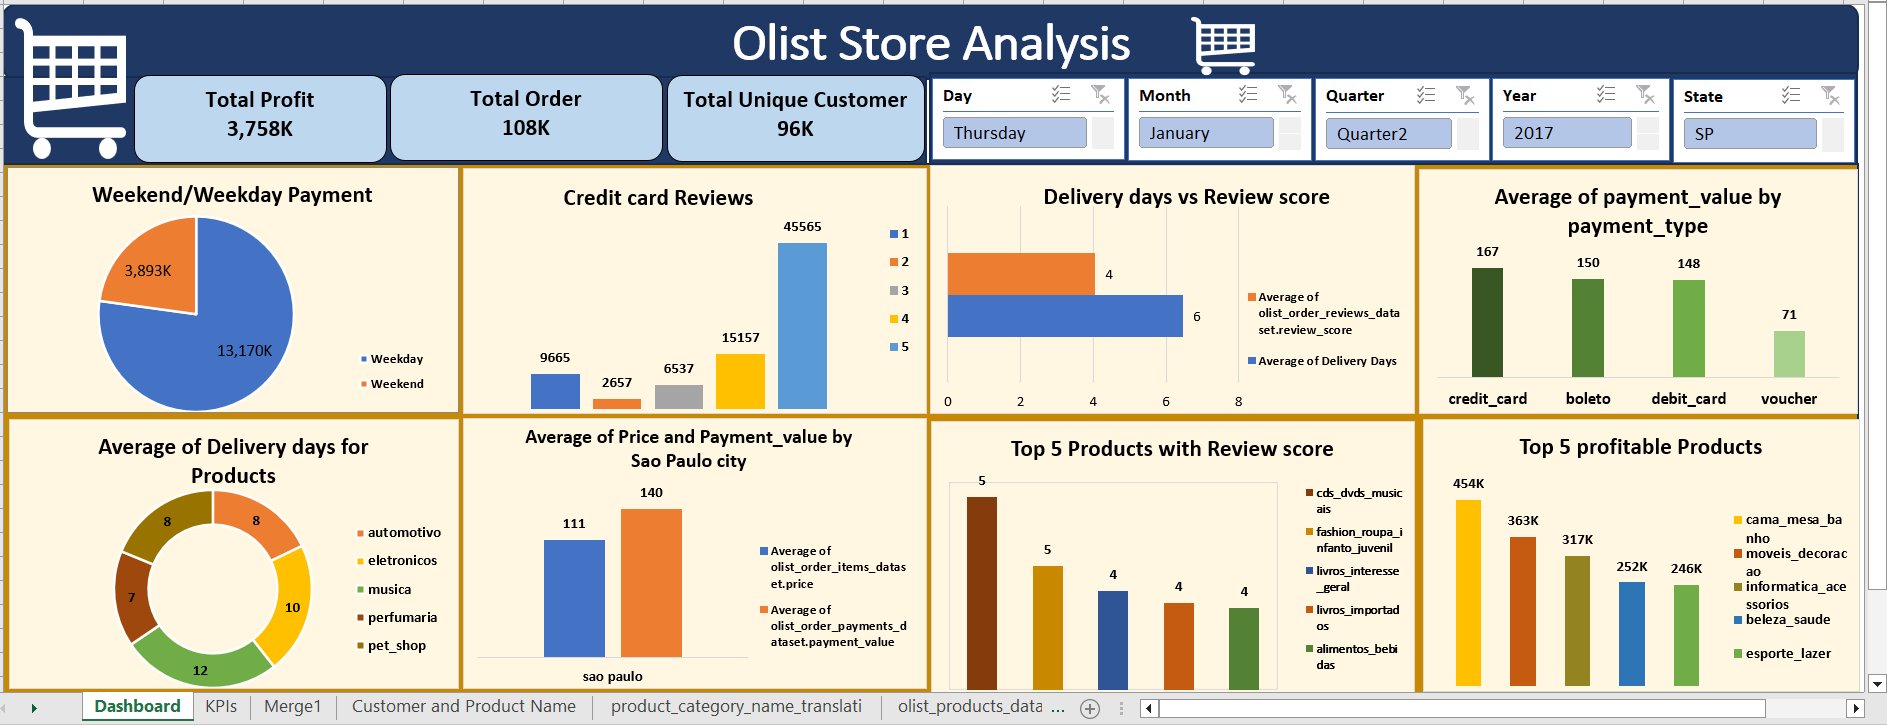 Olist Store Analysis
Total Profit
3,758K
Total Order
108K
Total Unique Customer
96K
Day
Thursday
Month
January
Quarter
Quarter2
Year
2017
State
SP
Weekend/Weekday Payment
3,893K
13,170K
Weekday
Weekend
Credit card Reviews
9665
2657
6537
15157
45565
1
2
3
4
5
Delivery days vs Review score
4
6
0
2
4
6
8
Average of
olist_order_reviews_data
set.review_score
Average of Delivery Days
Average of payment_value by
payment_type
167
150
148
71
credit_card
boleto
debit_card
voucher
Average of Delivery days for
Products
8
8
10
7
12
automotivo
eletronicos
musica
perfumaria
pet_shop
Average of Price and Payment_value by
Sao Paulo city
111
140
sao paulo
Average of
olist_order_items_datas
et.price
Average of
olist_order_payments_d
ataset.payment_value
Top 5 Products with Review score
5
5
4
4
4
cds_dvds_music
ais
fashion_roupa_i
nfanto_juvenil
livros_interesse
_geral
livros_importad
os
alimentos_bebi
das
Top 5 profitable Products
454K
363K
317K
252K
246K
cama_mesa_ba
nho
moveis_decorac
ao
informatica_ace
ssorios
beleza_saude
esporte_lazer
Dashboard
KPIs
Merge1
Customer and Product Name
product_category_name_translati
olist_products_data ...